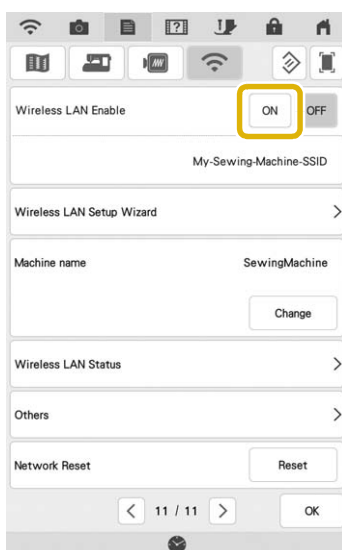 Wireless LAN Enable ON OFF
My-Sewing-Machine-SSID
Wireless LAN Setup Wizard >
Machine name SewingMachine
Change
Wireless LAN Status >
Others >
Network Reset Reset
< 11 / 11 > OK